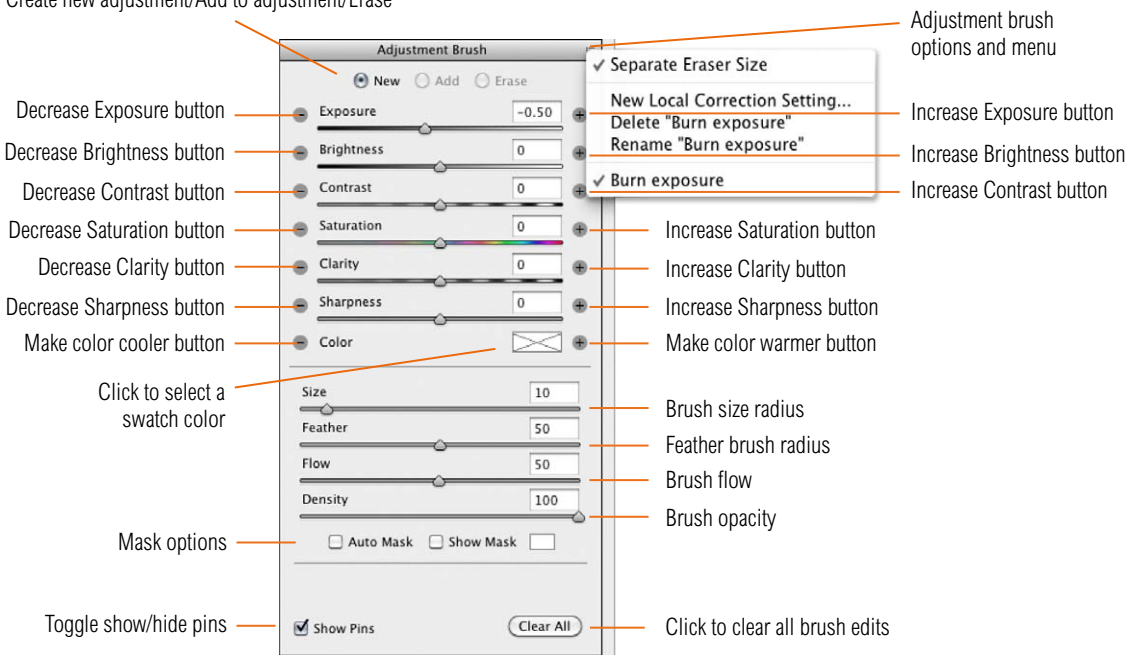 Create new adjustment/Add to adjustment/Erase
Adjustment brush
options and menu
Adjustment Brush
New Add Erase
Separate Eraser Size
New Local Correction Setting...
Delete "Burn exposure"
Rename "Burn exposure"
Burn exposure
Decrease Exposure button
Exposure -0.50
Increase Exposure button
Decrease Brightness button
Brightness 0
Increase Brightness button
Decrease Contrast button
Contrast 0
Increase Contrast button
Decrease Saturation button
Saturation 0
Increase Saturation button
Decrease Clarity button
Clarity 0
Increase Clarity button
Decrease Sharpness button
Sharpness 0
Increase Sharpness button
Make color cooler button
Color
Make color warmer button
Click to select a
swatch color
Size 10
Brush size radius
Feather 50
Feather brush radius
Flow 50
Brush flow
Density 100
Brush opacity
Mask options
Auto Mask Show Mask
Toggle show/hide pins
Show Pins
Clear All
Click to clear all brush edits